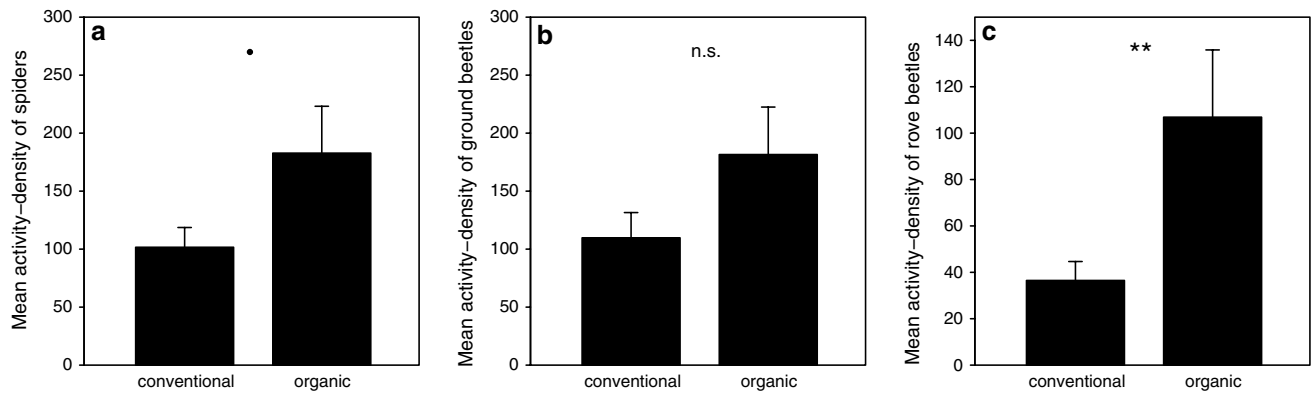 a
•
Mean activity–density of spiders
300
250
200
150
100
50
0
conventional organic
b
n.s.
Mean activity–density of ground beetles
300
250
200
150
100
50
0
conventional organic
c
**
Mean activity–density of rove beetles
140
120
100
80
60
40
20
0
conventional organic